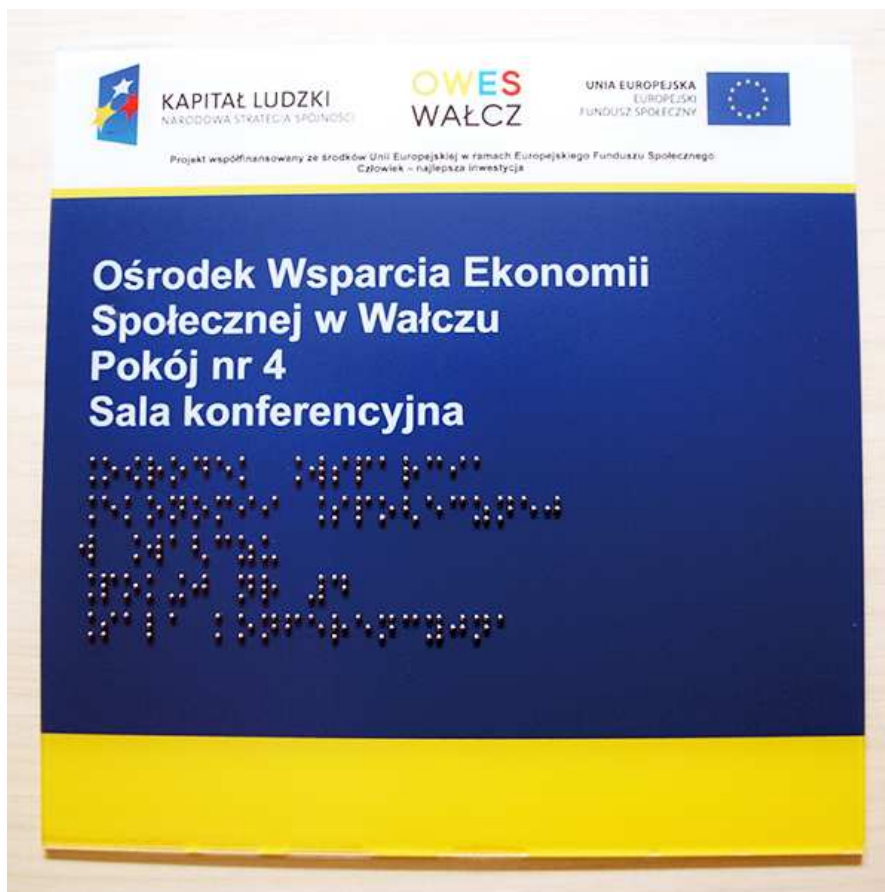 KAPITAŁ LUDZKI
NARODOWA STRATEGIA SPÓJNOŚCI
OWES
WAŁCZ
UNIA EUROPEJSKA
EUROPEJSKI
FUNDUSZ SPOŁECZNY
Projekt współfinansowany ze środków Unii Europejskiej w ramach Europejskiego Funduszu Społecznego
Człowiek – najlepsza inwestycja
Ośrodek Wsparcia Ekonomii
Społecznej w Wałczu
Pokój nr 4
Sala konferencyjna